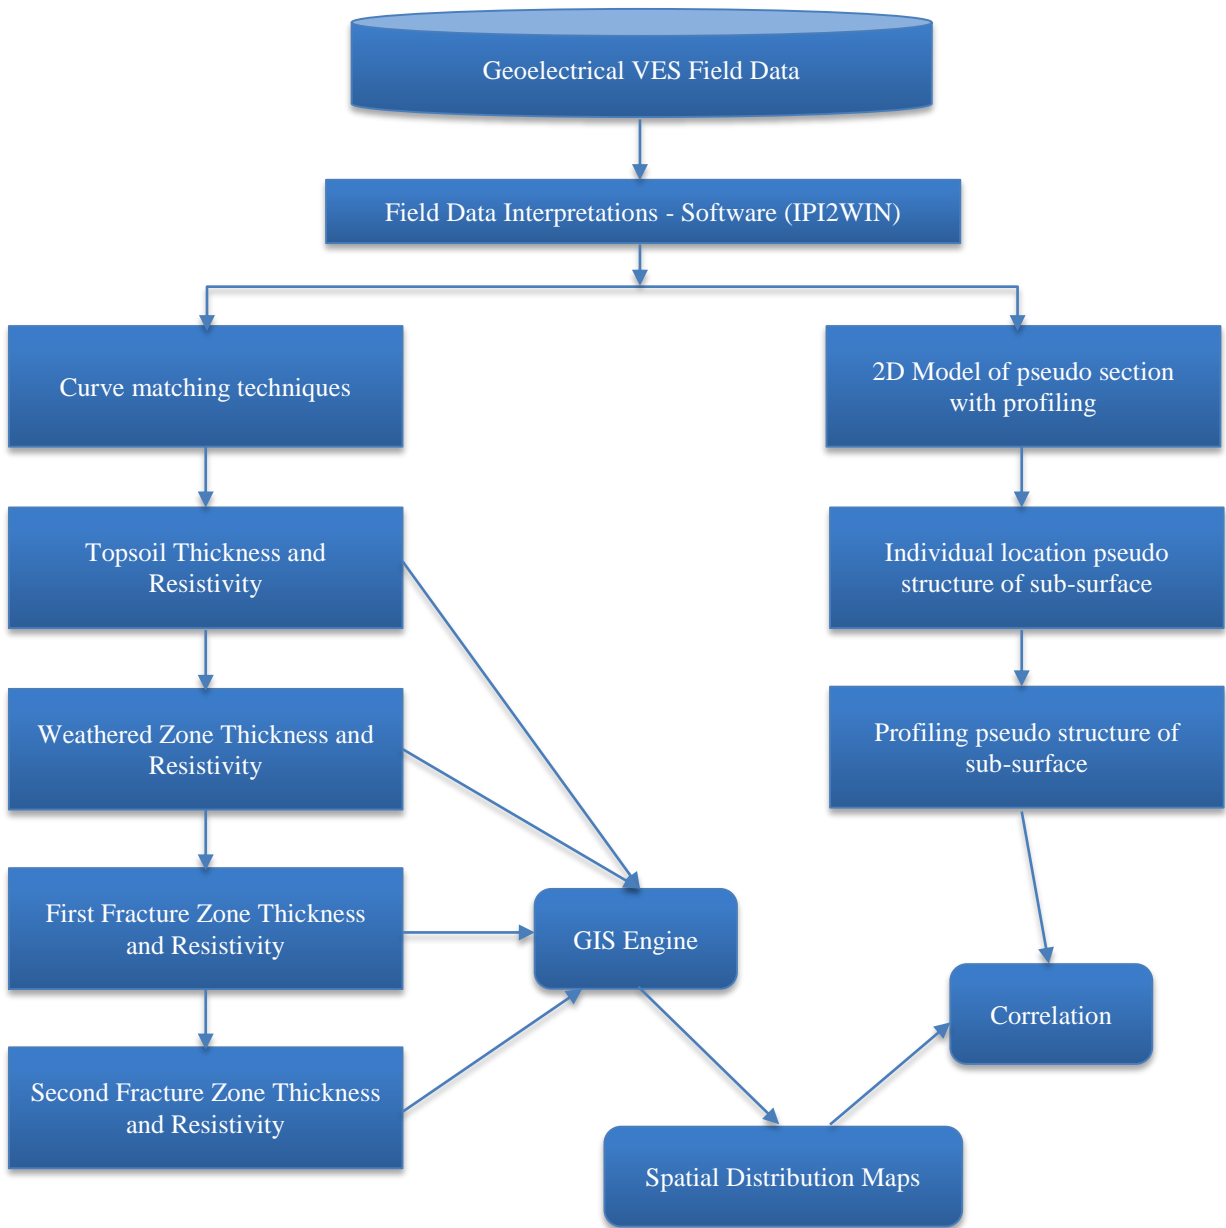 Geoelectrical VES Field Data
Field Data Interpretations - Software (IPI2WIN)
Curve matching techniques
2D Model of pseudo section
with profiling
Topsoil Thickness and
Resistivity
Individual location pseudo
structure of sub-surface
Weathered Zone Thickness and
Resistivity
Profiling pseudo structure of
sub-surface
First Fracture Zone Thickness
and Resistivity
GIS Engine
Correlation
Second Fracture Zone Thickness
and Resistivity
Spatial Distribution Maps